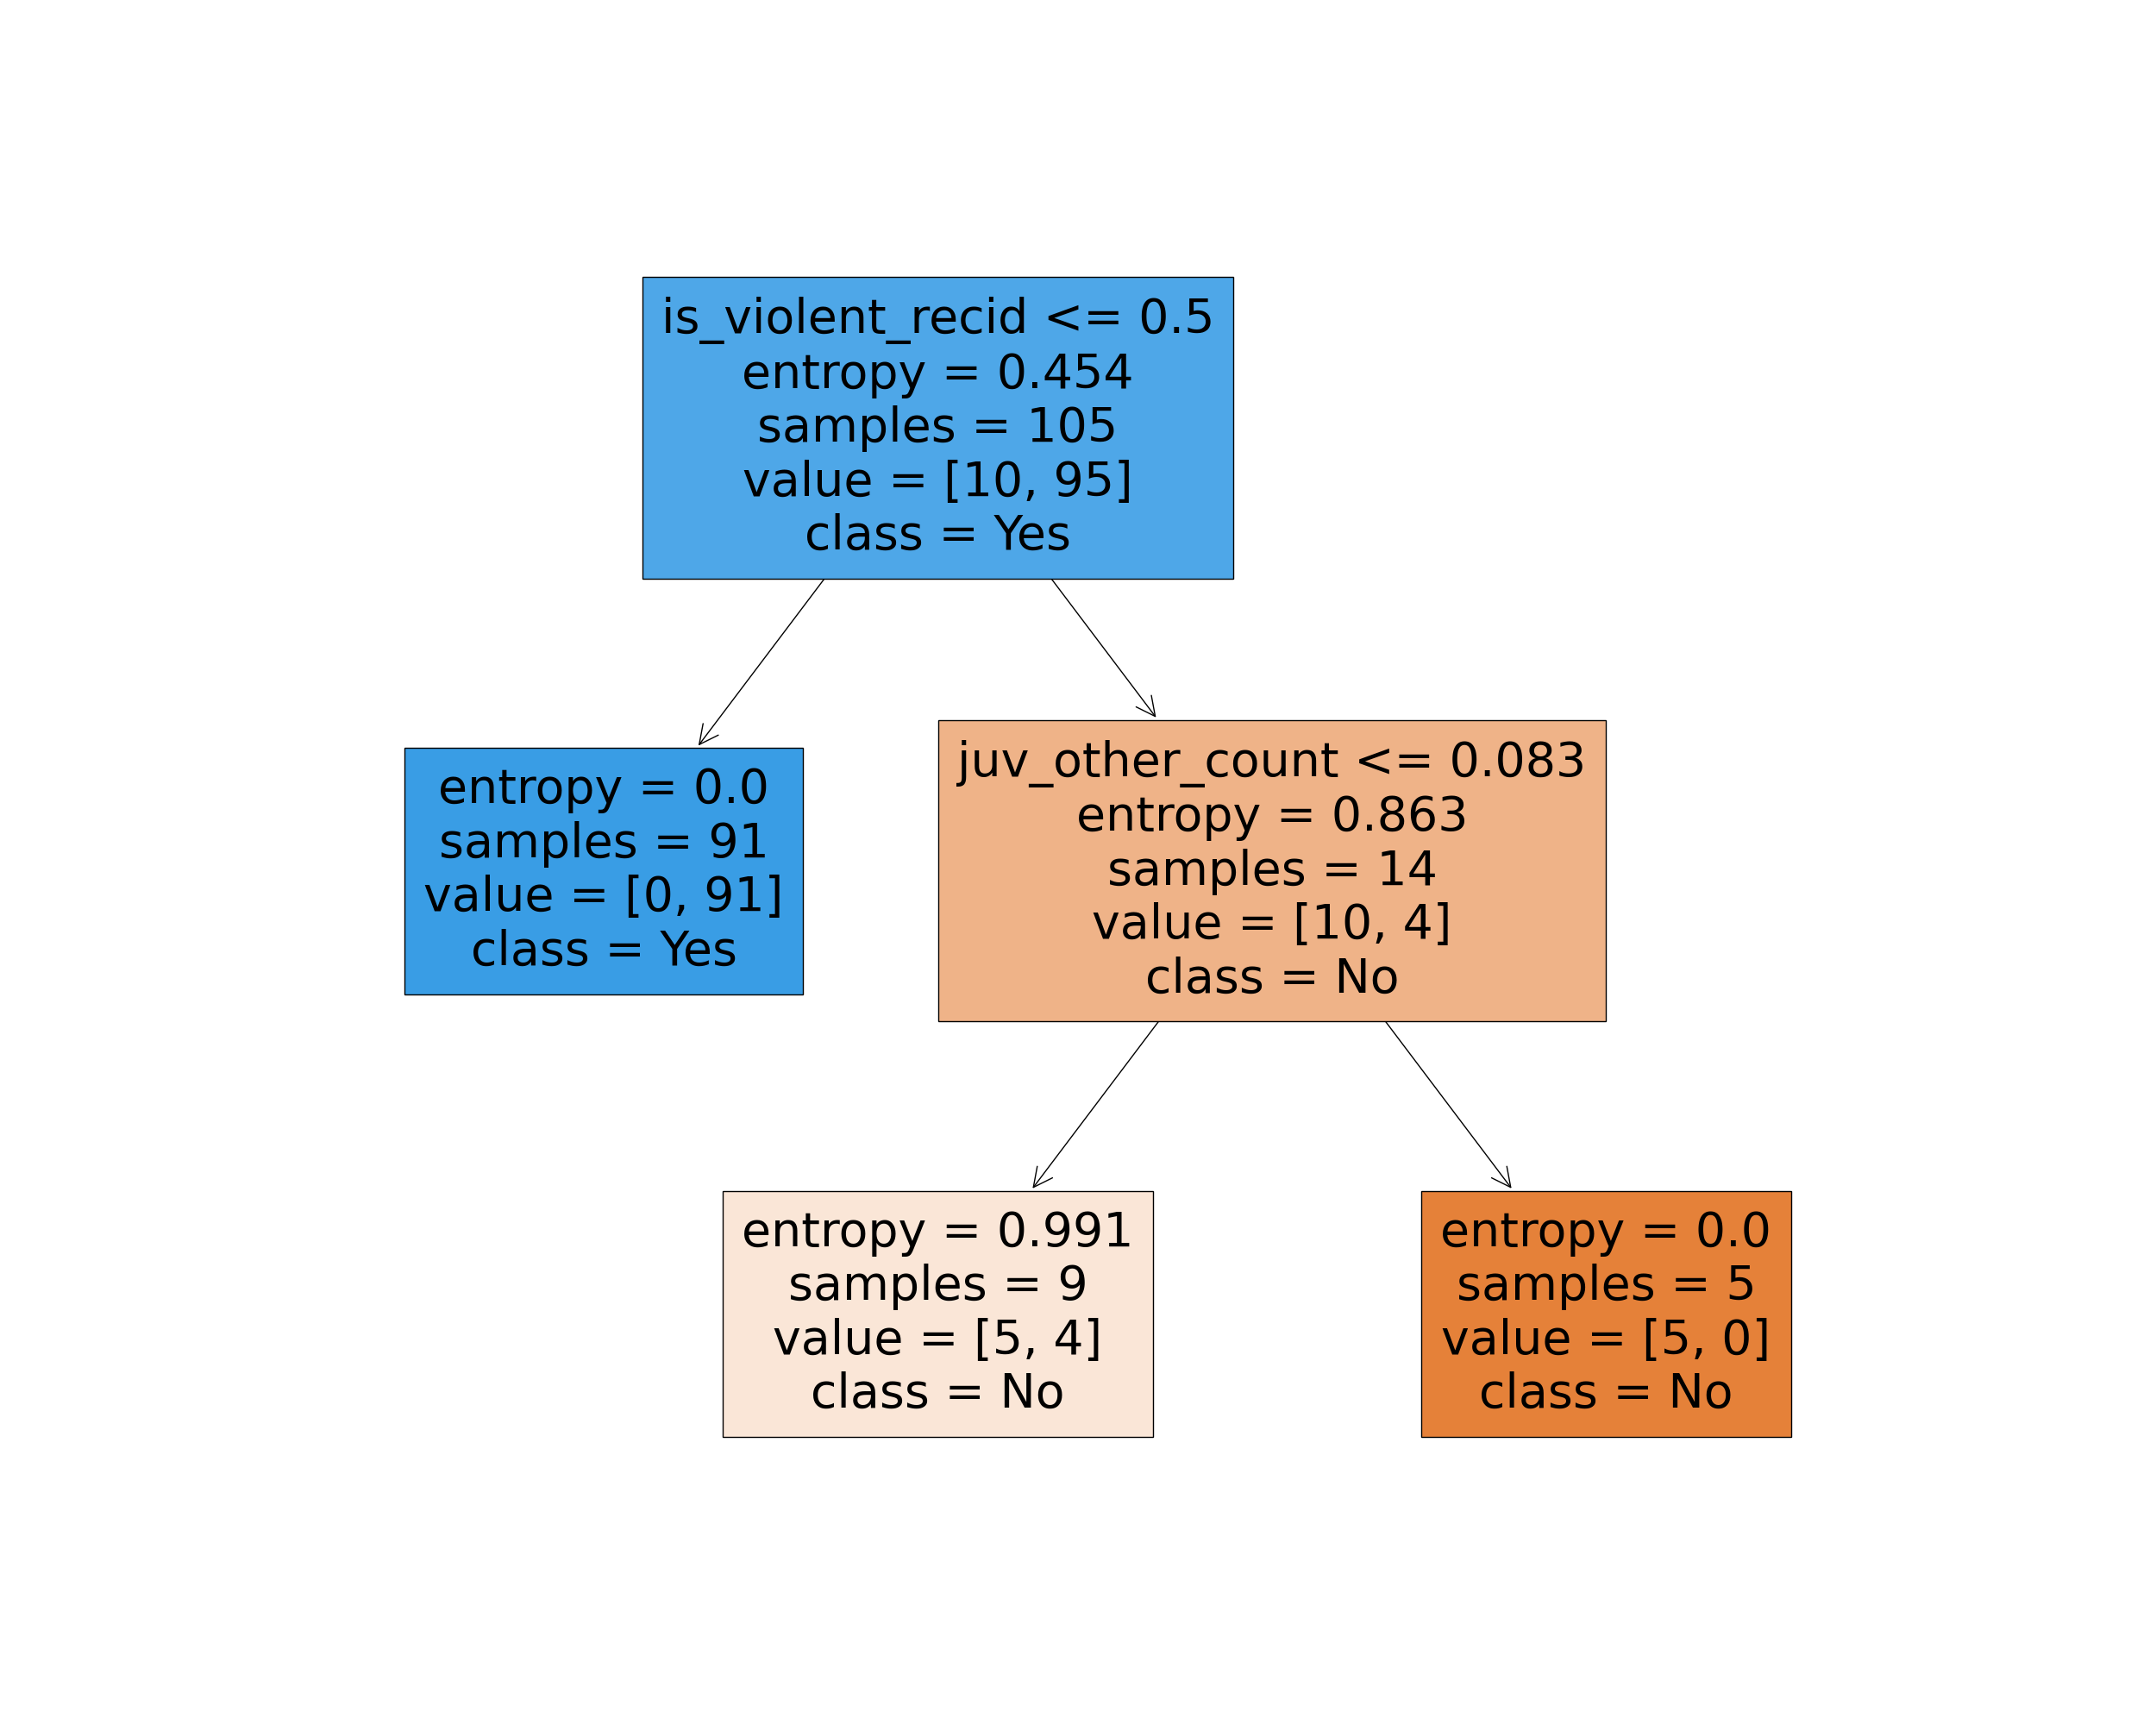 is_violent_recid <= 0.5
entropy = 0.454
samples = 105
value = [10, 95]
class = Yes
entropy = 0.0
samples = 91
value = [0, 91]
class = Yes
juv_other_count <= 0.083
entropy = 0.863
samples = 14
value = [10, 4]
class = No
entropy = 0.991
samples = 9
value = [5, 4]
class = No
entropy = 0.0
samples = 5
value = [5, 0]
class = No